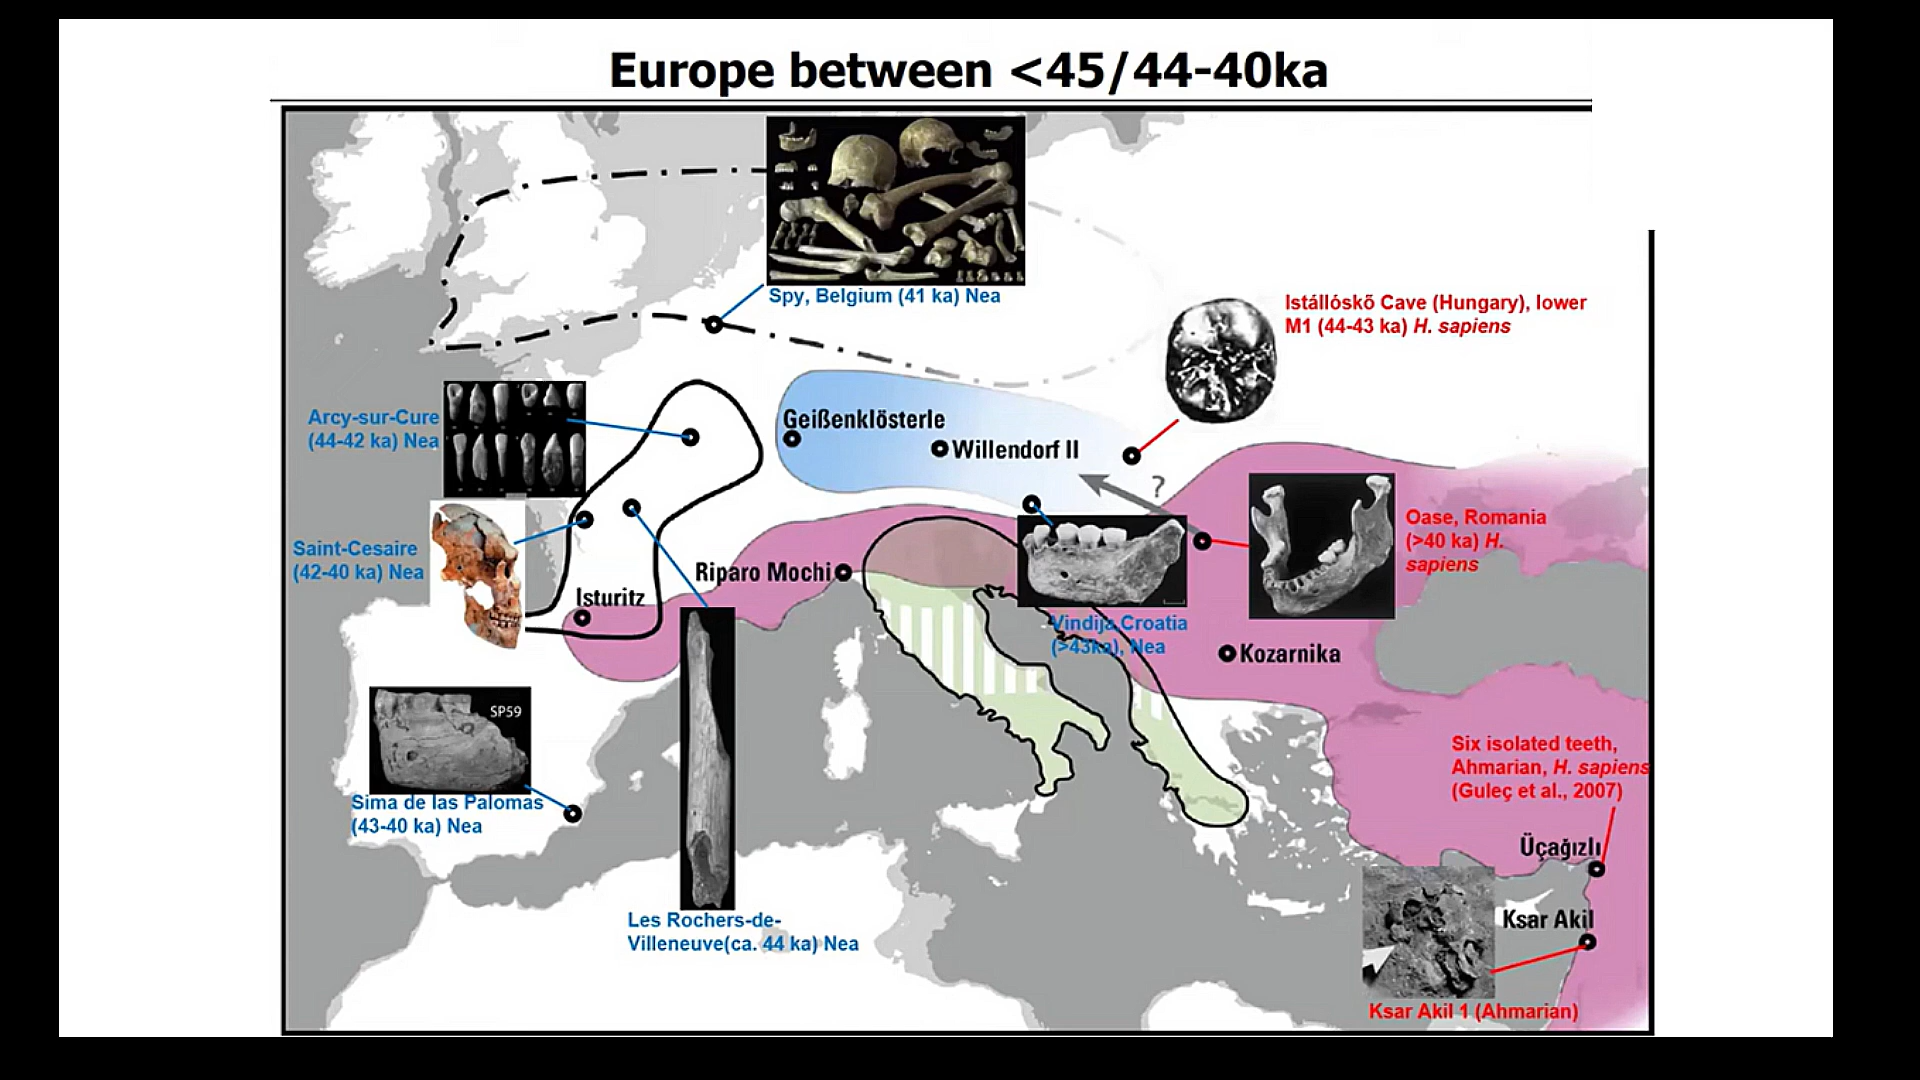 Europe between <45/44-40ka
Spy, Belgium (41 ka) Nea
Istállóskő Cave (Hungary), lower
M1 (44-43 ka) H. sapiens
Arcy-sur-Cure
(44-42 ka) Nea
Geißenklösterle
Willendorf II
?
Oase, Romania
(>40 ka) H.
sapiens
Saint-Cesaire
(42-40 ka) Nea
Riparo Mochi
Isturitz
Vindija,Croatia
(>43ka), Nea
Kozarnika
SP59
Sima de las Palomas
(43-40 ka) Nea
Six isolated teeth,
Ahmarian, H. sapiens
(Guleç et al., 2007)
Üçağızlı
Les Rochers-de-
Villeneuve(ca. 44 ka) Nea
Ksar Akil
Ksar Akil 1 (Ahmarian)